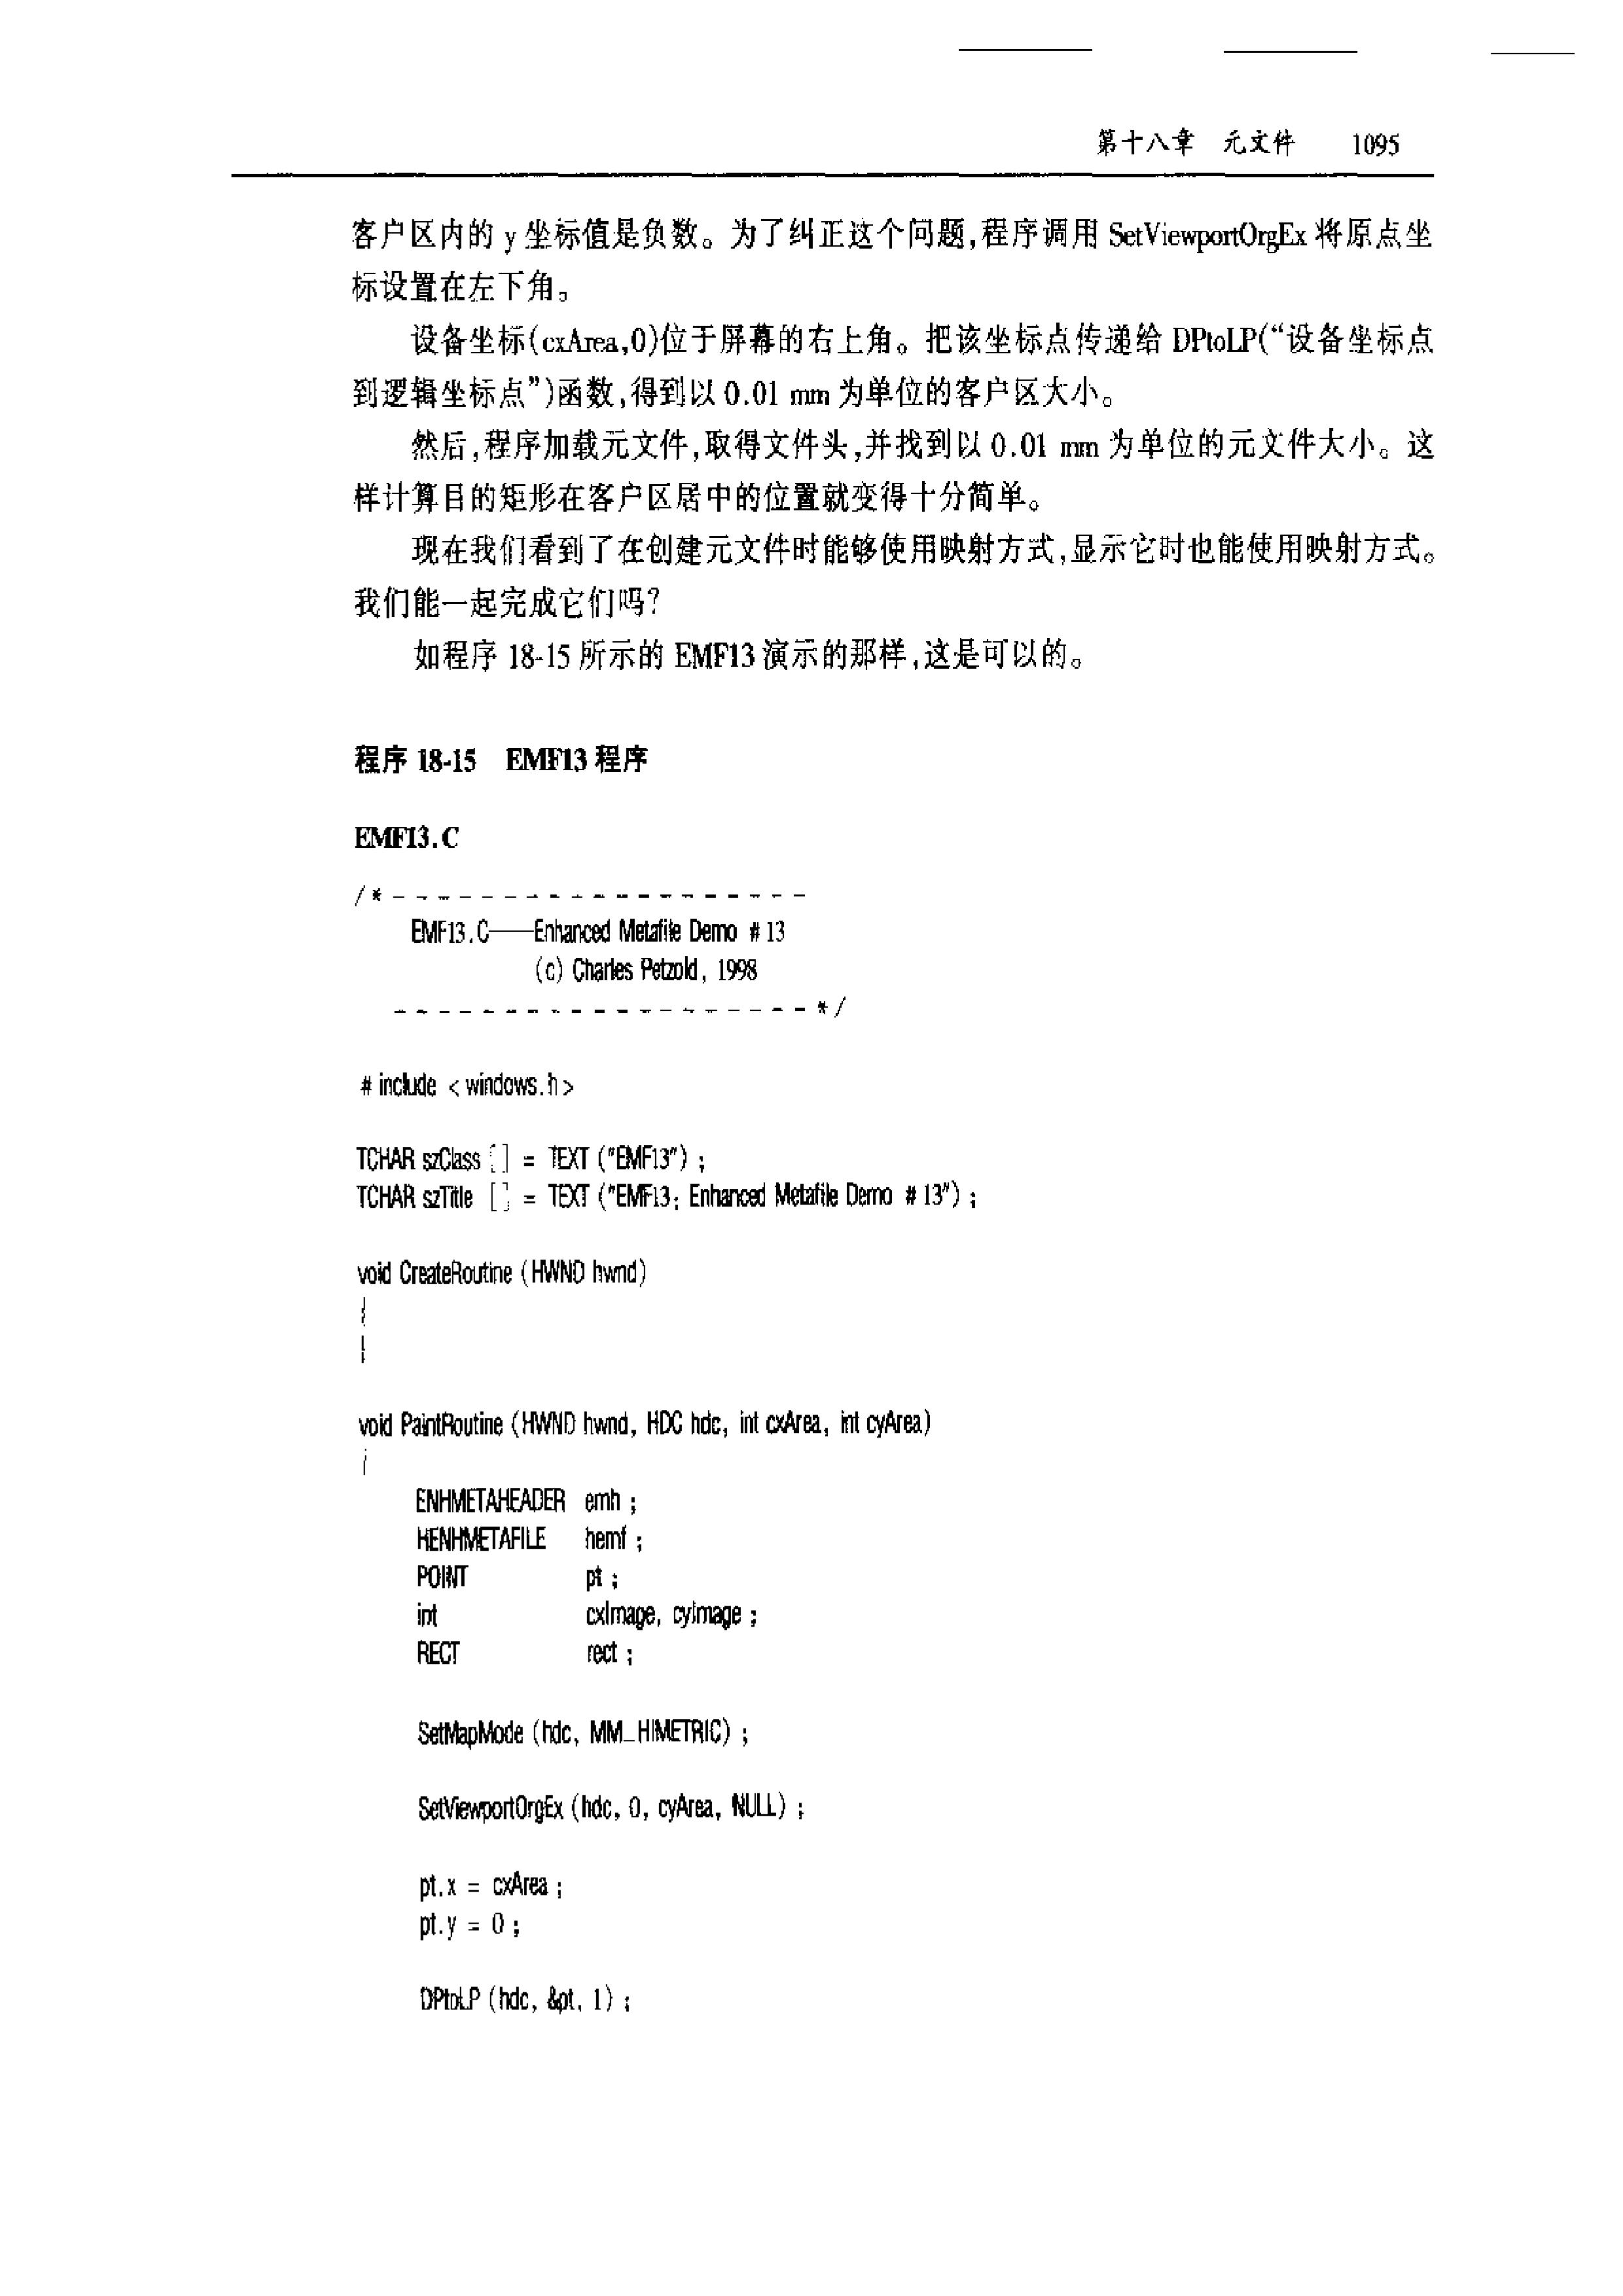 第十八章 元文件 1095
客户区内的 y 坐标值是负数。为了纠正这个问题,程序调用 SetViewportOrgEx 将原点坐
标设置在左下角。
设备坐标(cxArea,0)位于屏幕的右上角。把该坐标点传递给 DPtoLP(“设备坐标点
到逻辑坐标点”)函数,得到以 0.01 mm 为单位的客户区大小。
然后,程序加载元文件,取得文件头,并找到以 0.01 mm 为单位的元文件大小。这
样计算目的矩形在客户区居中的位置就变得十分简单。
现在我们看到了在创建元文件时能够使用映射方式,显示它时也能使用映射方式。
我们能一起完成它们吗?
如程序 18-15 所示的 EMF13 演示的那样,这是可以的。
程序 18-15 EMF13 程序
EMF13.C
/* - - - - - - - - - - - - - - - - - - -
EMF13.C——Enhanced Metafile Demo # 13
(c) Charles Petzold, 1998
- - - - - - - - - - - - - - - - - - - */
# include < windows.h >
TCHAR szClass [] = TEXT ("EMF13") ;
TCHAR szTitle [] = TEXT ("EMF13: Enhanced Metafile Demo # 13") ;
void CreateRoutine (HWND hwnd)
{
}
void PaintRoutine (HWND hwnd, HDC hdc, int cxArea, int cyArea)
{
ENHMETAHEADER emh ;
HENHMETAFILE hemf ;
POINT pt ;
int cxImage, cyImage ;
RECT rect ;
SetMapMode (hdc, MM_HIMETRIC) ;
SetViewportOrgEx (hdc, 0, cyArea, NULL) ;
pt.x = cxArea ;
pt.y = 0 ;
DPtoLP (hdc, &pt, 1) ;